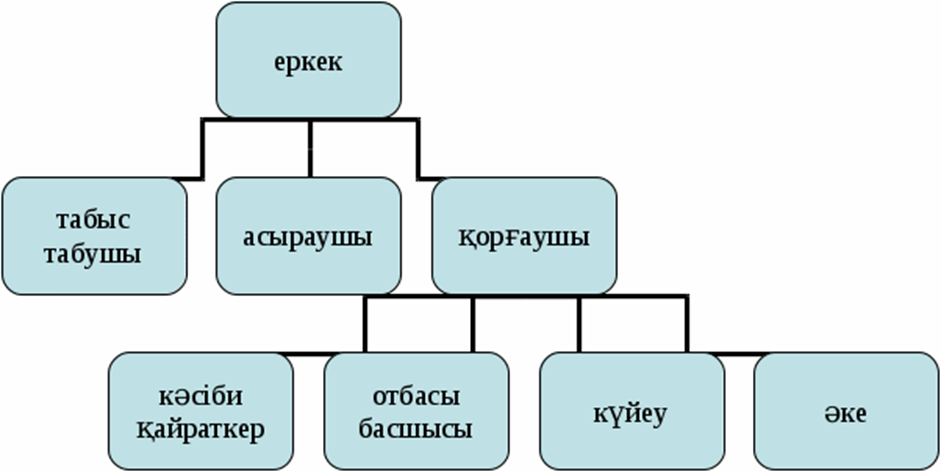 еркек
табыс
табушы
асыраушы
қорғаушы
кәсіби
қайраткер
отбасы
басшысы
күйеу
әке